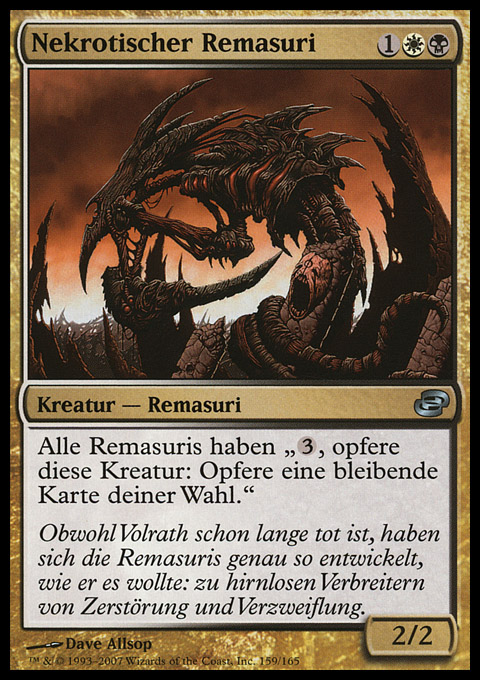 Nekrotischer Remasuri 1
Kreatur — Remasuri
Alle Remasuris haben „3, opfere
diese Kreatur: Opfere eine bleibende
Karte deiner Wahl.“
Obwohl Volrath schon lange tot ist, haben
sich die Remasuris genau so entwickelt,
wie er es wollte: zu hirnlosen Verbreitern
von Zerstörung und Verzweiflung.
2/2
Dave Allsop
™ & © 1993–2007 Wizards of the Coast, Inc. 159/165